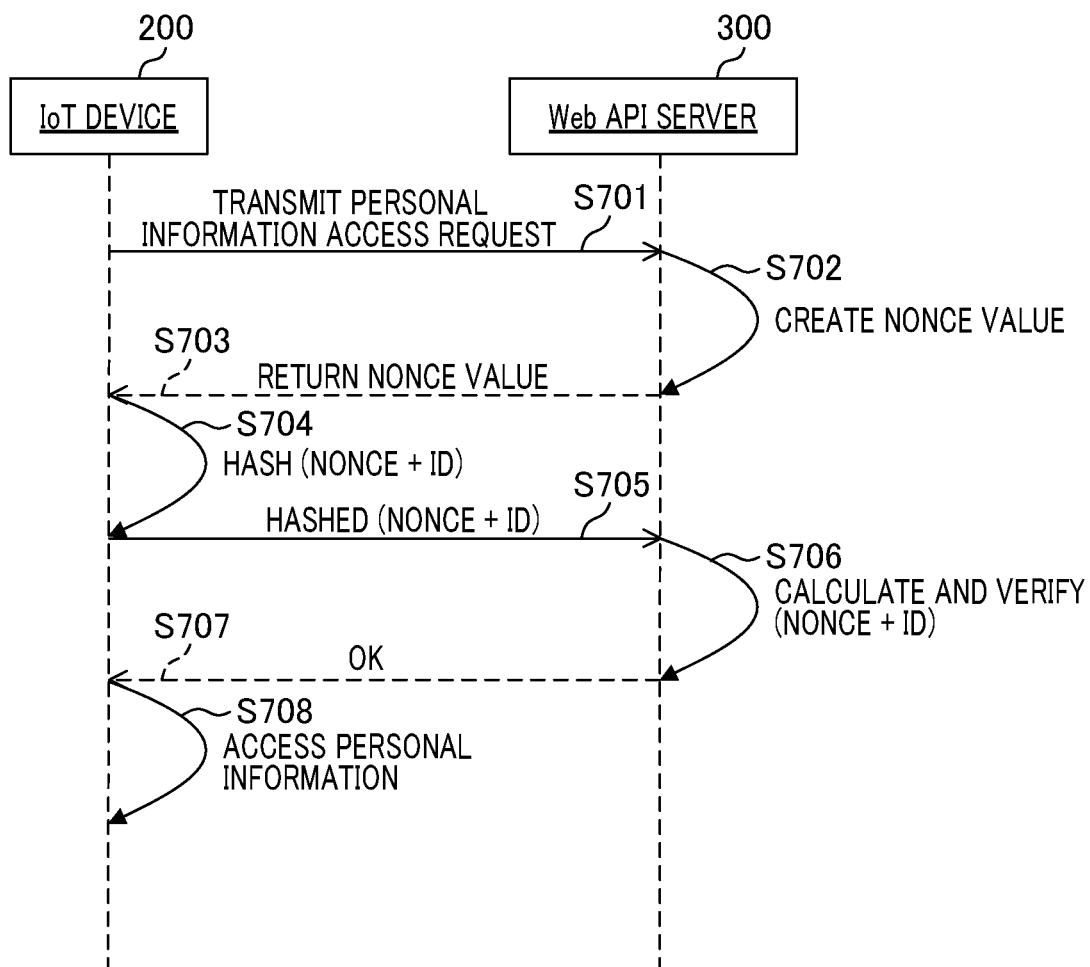 200
300
IoT DEVICE
Web API SERVER
TRANSMIT PERSONAL
INFORMATION ACCESS REQUEST
S701
S702
CREATE NONCE VALUE
S703
RETURN NONCE VALUE
S704
HASH (NONCE + ID)
S705
HASHED (NONCE + ID)
S706
CALCULATE AND VERIFY
(NONCE + ID)
S707
OK
S708
ACCESS PERSONAL
INFORMATION